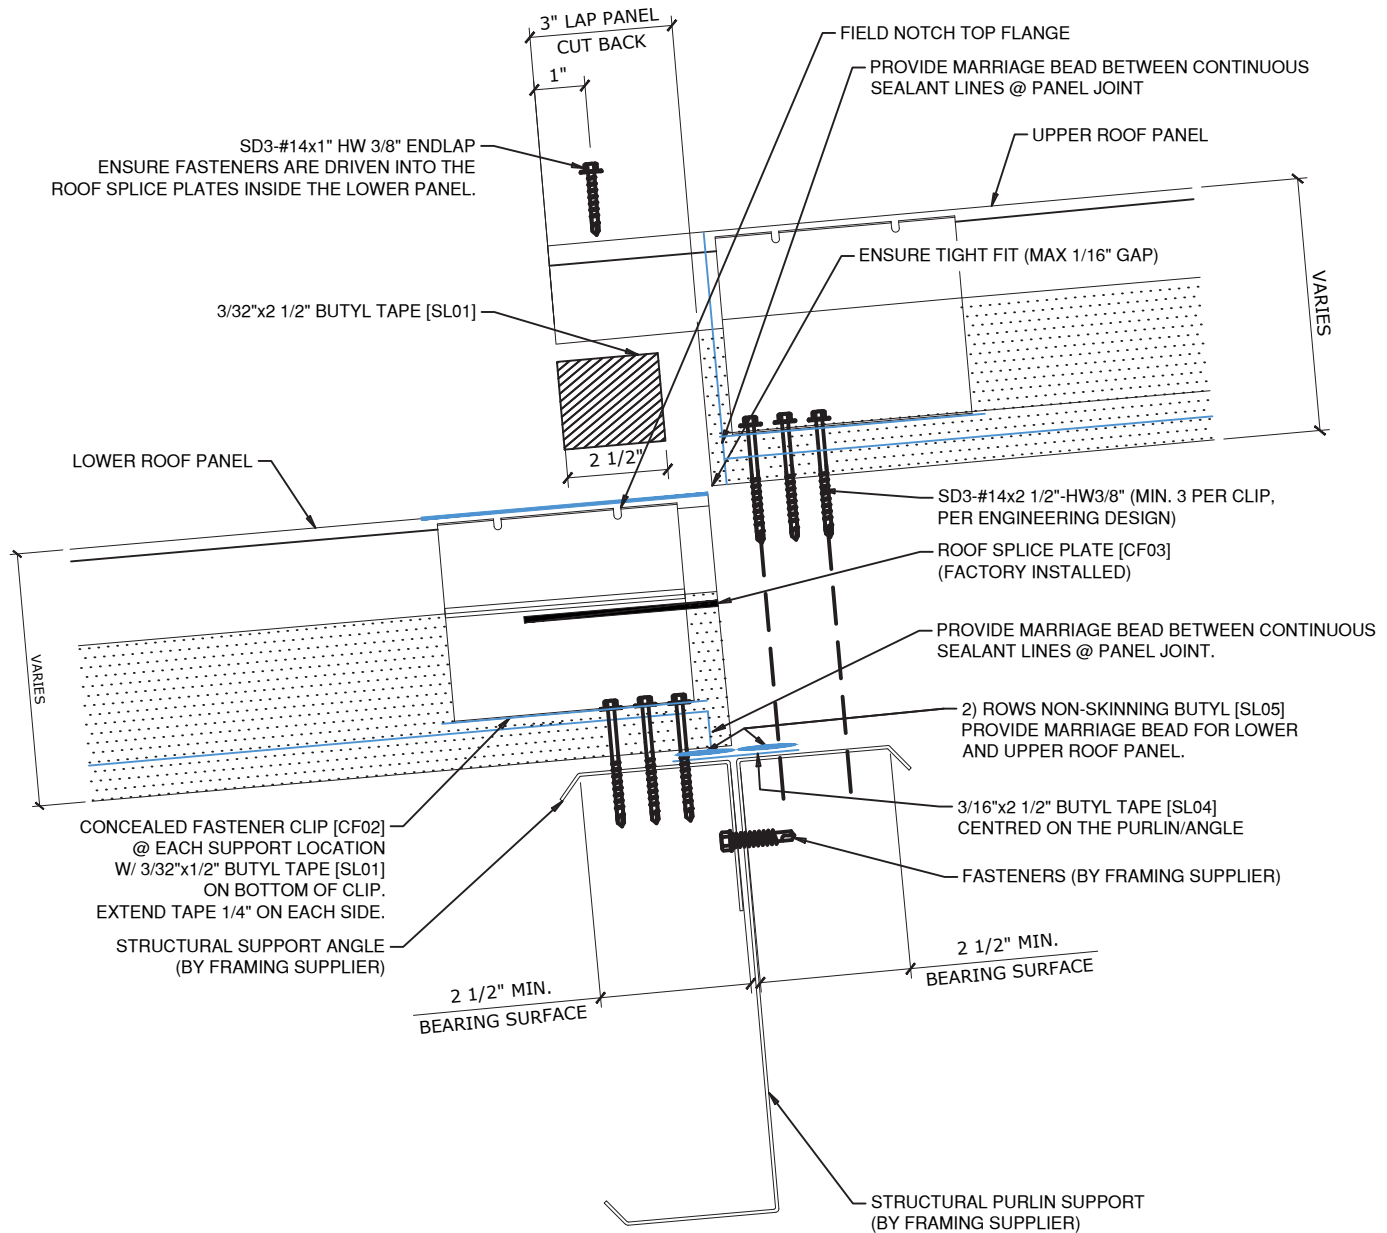 3" LAP PANEL
CUT BACK
1"
FIELD NOTCH TOP FLANGE
PROVIDE MARRIAGE BEAD BETWEEN CONTINUOUS
SEALANT LINES @ PANEL JOINT
UPPER ROOF PANEL
SD3-#14x1" HW 3/8" ENDLAP
ENSURE FASTENERS ARE DRIVEN INTO THE
ROOF SPLICE PLATES INSIDE THE LOWER PANEL.
ENSURE TIGHT FIT (MAX 1/16" GAP)
VARIES
3/32"x2 1/2" BUTYL TAPE [SL01]
2 1/2"
LOWER ROOF PANEL
SD3-#14x2 1/2"-HW3/8" (MIN. 3 PER CLIP,
PER ENGINEERING DESIGN)
ROOF SPLICE PLATE [CF03]
(FACTORY INSTALLED)
PROVIDE MARRIAGE BEAD BETWEEN CONTINUOUS
SEALANT LINES @ PANEL JOINT.
VARIES
2) ROWS NON-SKINNING BUTYL [SL05]
PROVIDE MARRIAGE BEAD FOR LOWER
AND UPPER ROOF PANEL.
3/16"x2 1/2" BUTYL TAPE [SL04]
CENTRED ON THE PURLIN/ANGLE
CONCEALED FASTENER CLIP [CF02]
@ EACH SUPPORT LOCATION
W/ 3/32"x1/2" BUTYL TAPE [SL01]
ON BOTTOM OF CLIP.
EXTEND TAPE 1/4" ON EACH SIDE.
FASTENERS (BY FRAMING SUPPLIER)
STRUCTURAL SUPPORT ANGLE
(BY FRAMING SUPPLIER)
2 1/2" MIN.
BEARING SURFACE
2 1/2" MIN.
BEARING SURFACE
STRUCTURAL PURLIN SUPPORT
(BY FRAMING SUPPLIER)